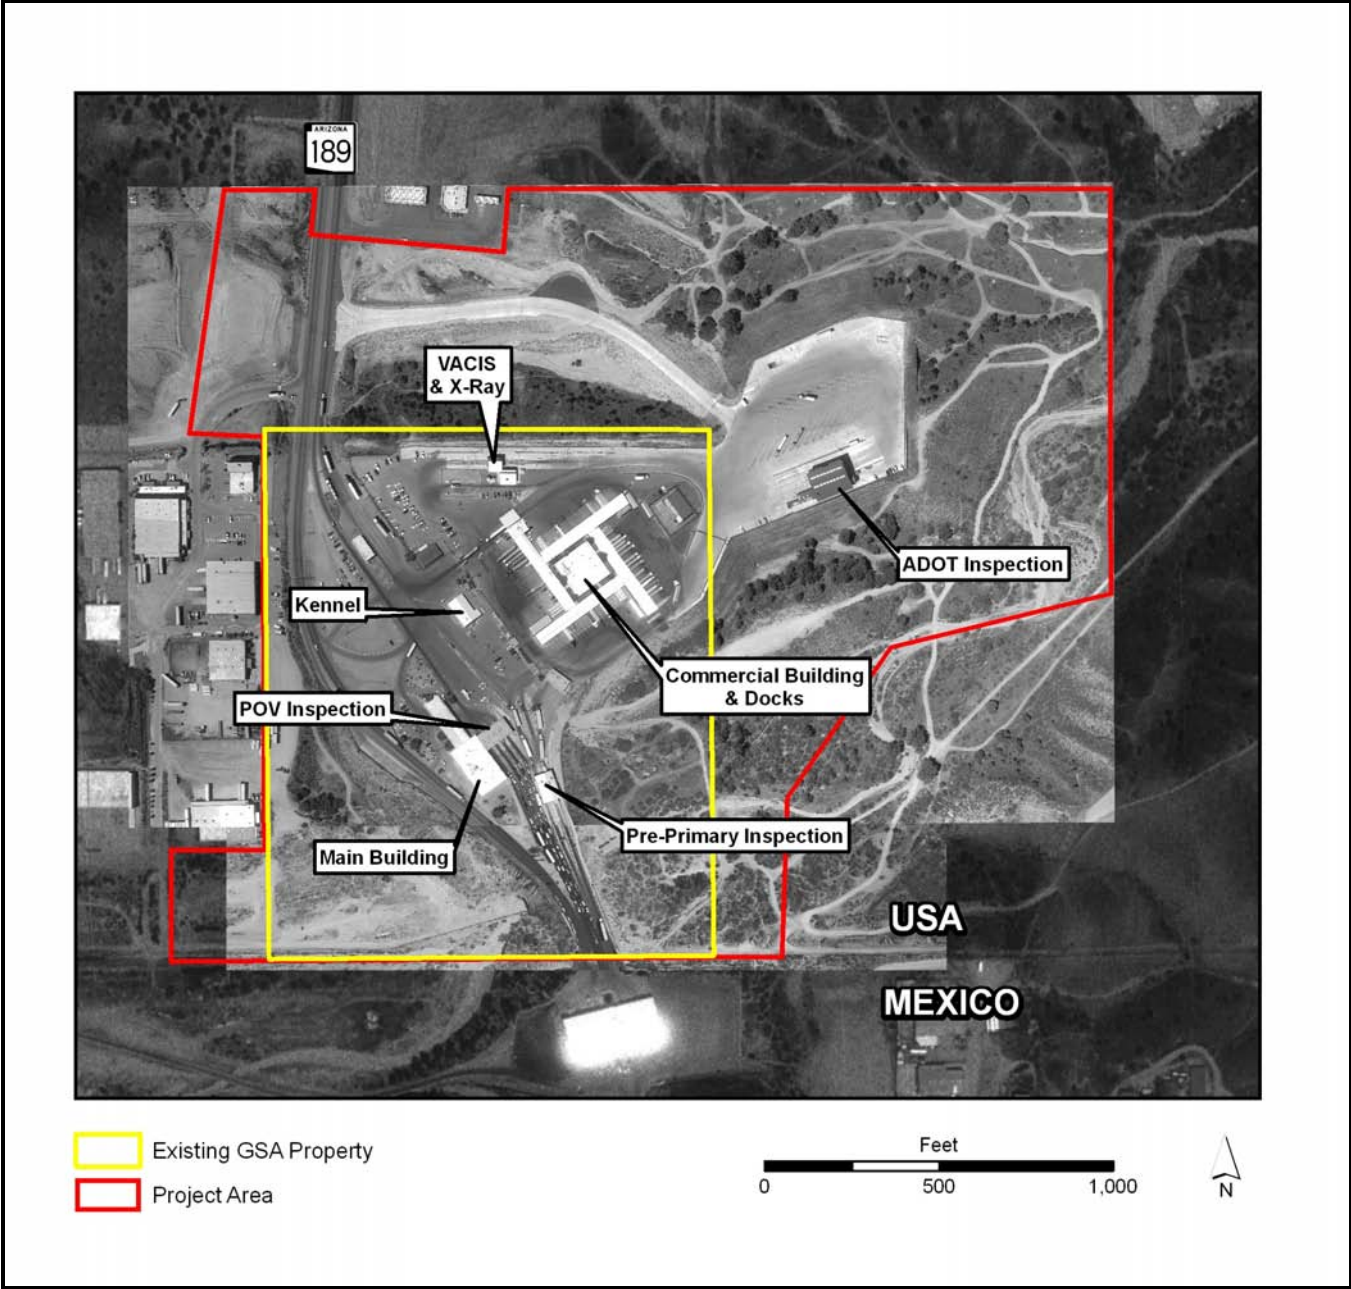 ARIZONA
189
VACIS
& X-Ray
ADOT Inspection
Kennel
Commercial Building
& Docks
POV Inspection
Pre-Primary Inspection
Main Building
USA
MEXICO
Existing GSA Property
Project Area
Feet
0 500 1,000
N